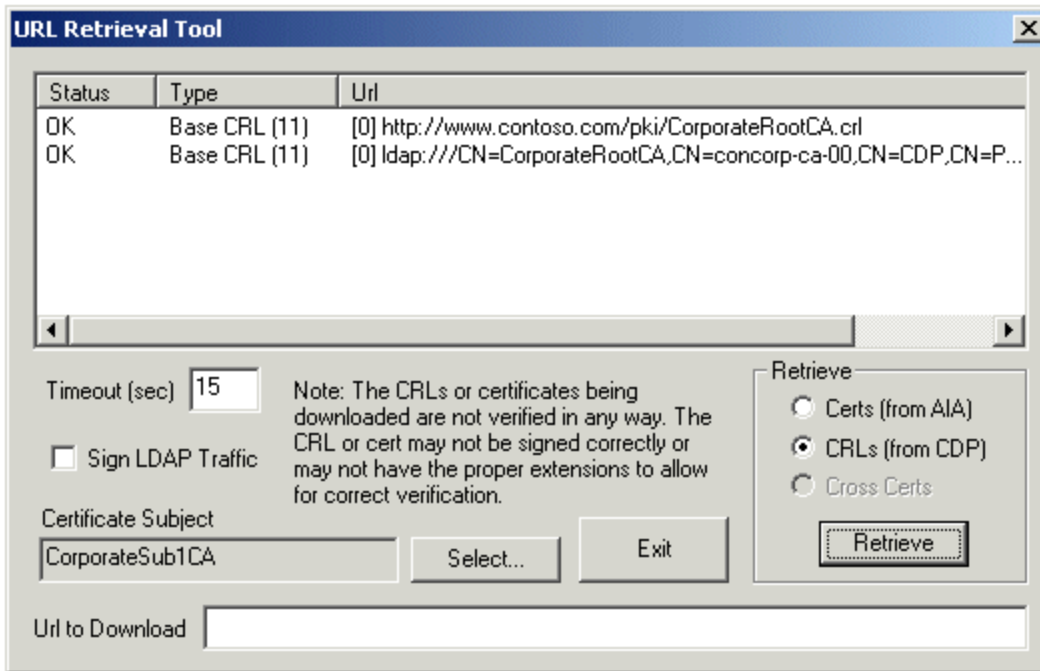 URL Retrieval Tool
Status Type Url
OK Base CRL (11) [0] http://www.contoso.com/pki/CorporateRootCA.crl
OK Base CRL (11) [0] ldap:///CN=CorporateRootCA,CN=concorp-ca-00,CN=CDP,CN=P...
Timeout (sec) 15
Note: The CRLs or certificates being
downloaded are not verified in any way. The
CRL or cert may not be signed correctly or
may not have the proper extensions to allow
for correct verification.
Sign LDAP Traffic
Retrieve
Certs (from AIA)
CRLs (from CDP)
Cross Certs
Retrieve
Certificate Subject
CorporateSub1CA
Select...
Exit
Url to Download